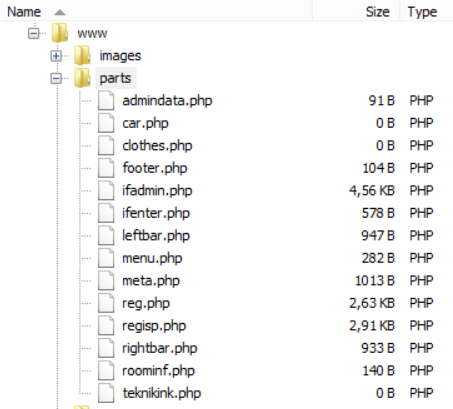 Name Size Type
www
images
parts
admindata.php 91 B PHP
car.php 0 B PHP
clothes.php 0 B PHP
footer.php 104 B PHP
ifadmin.php 4,56 KB PHP
ifenter.php 578 B PHP
leftbar.php 947 B PHP
menu.php 282 B PHP
meta.php 1013 B PHP
reg.php 2,63 KB PHP
regisp.php 2,91 KB PHP
rightbar.php 933 B PHP
roominf.php 140 B PHP
teknikink.php 0 B PHP